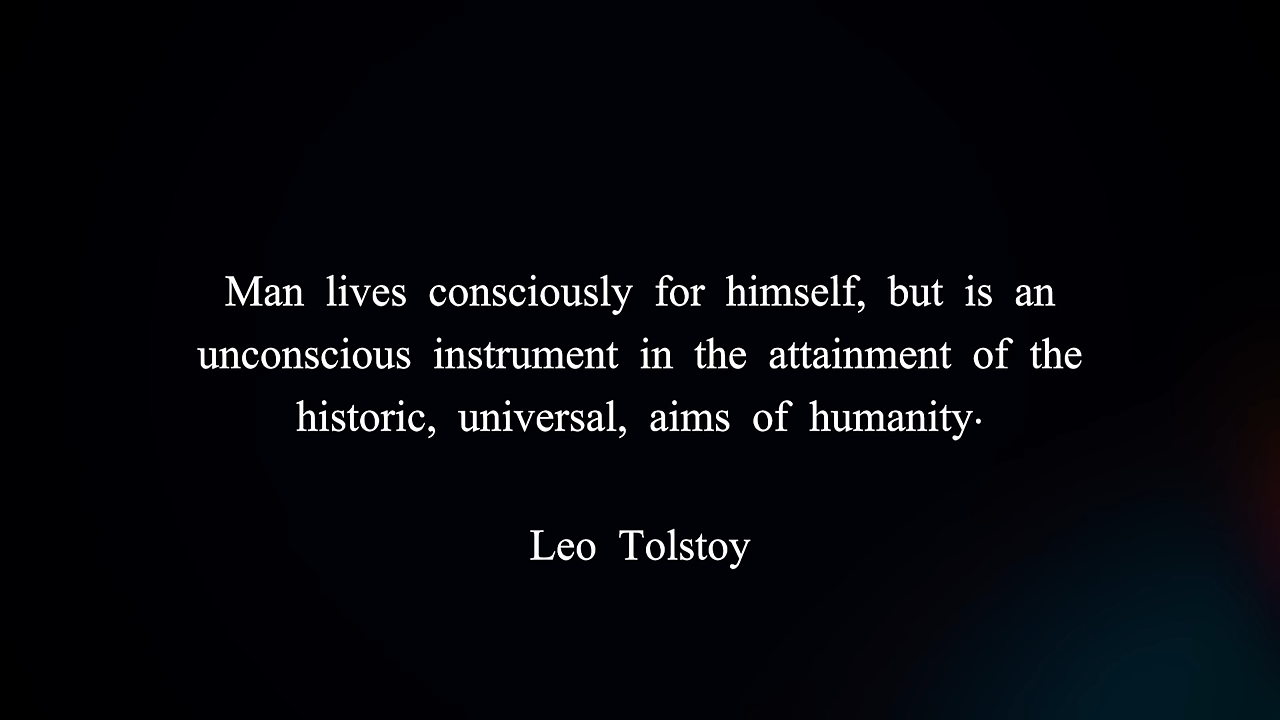 Man lives consciously for himself, but is an
unconscious instrument in the attainment of the
historic, universal, aims of humanity.
Leo Tolstoy